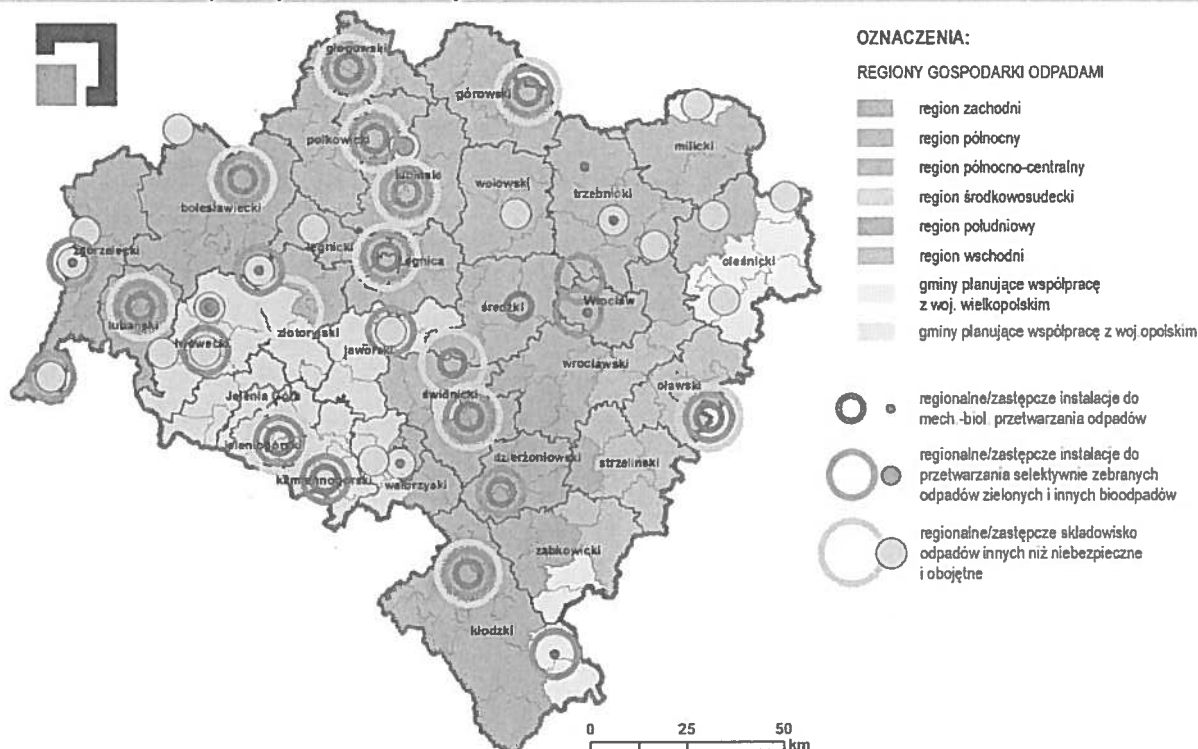 OZNACZENIA:
REGIONY GOSPODARKI ODPADAMI
region zachodni
region północny
region północno-centralny
region środkowosudecki
region południowy
region wschodni
gminy planujące współpracę
z woj. wielkopolskim
gminy planujące współpracę z woj.opolskim
regionalne/zastępcze instalacje do
mech.-biol. przetwarzania odpadów
regionalne/zastępcze instalacje do
przetwarzania selektywnie zebranych
odpadów zielonych i innych bioodpadów
regionalne/zastępcze składowisko
odpadów innych niż niebezpieczne
i obojętne
głogowski
górowski
polkowicki
milicki
lubiński
wołowski
trzebnicki
bolesławiecki
zgorzelecki
legnicki
Legnica
oleśnicki
lubański
średzki
Wrocław
złotoryjski
lwówecki
jaworski
wrocławski
oławski
Jelenia Góra
świdnicki
jeleniogórski
dzierżoniowski
strzeliński
kamiennogórski
wałbrzyski
ząbkowicki
kłodzki
0 25 50
km